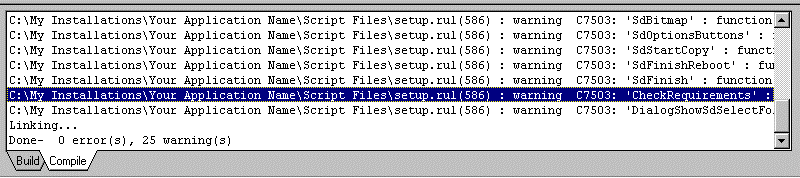 C:\My Installations\Your Application Name\Script Files\setup.rul(586) : warning  C7503: 'SdBitmap' : function
C:\My Installations\Your Application Name\Script Files\setup.rul(586) : warning  C7503: 'SdOptionsButtons' :
C:\My Installations\Your Application Name\Script Files\setup.rul(586) : warning  C7503: 'SdStartCopy' : functi
C:\My Installations\Your Application Name\Script Files\setup.rul(586) : warning  C7503: 'SdFinishReboot' : fu
C:\My Installations\Your Application Name\Script Files\setup.rul(586) : warning  C7503: 'SdFinish' : function
C:\My Installations\Your Application Name\Script Files\setup.rul(586) : warning  C7503: 'CheckRequirements' :
C:\My Installations\Your Application Name\Script Files\setup.rul(586) : warning  C7503: 'DialogShowSdSelectFo
Linking...
Done-  0 error(s), 25 warning(s)
Build Compile